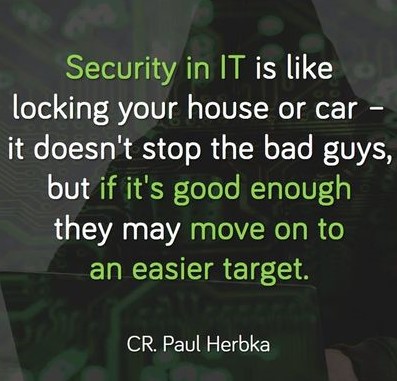 Security in IT is like
locking your house or car –
it doesn't stop the bad guys,
but if it's good enough
they may move on to
an easier target.
CR. Paul Herbka